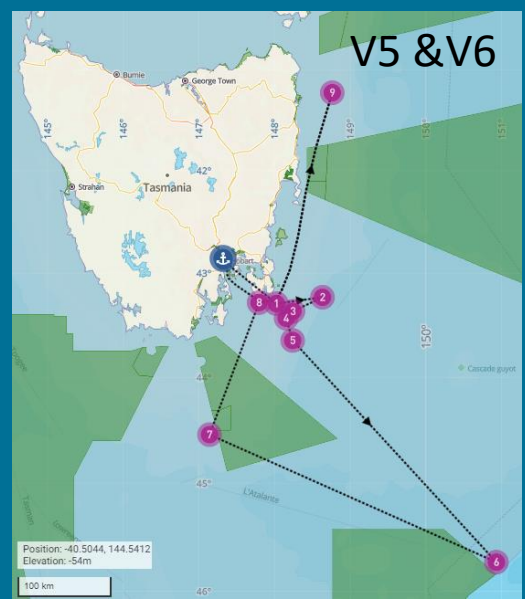 V5 &V6
Burnie
George Town
9
145°
146°
147°
148°
149°
150°
151°
42°
Strahan
Tasmania
43°
8
1
2
3
4
5
150°
Cascade guyot
44°
7
L'Atalante
45°
Tasman
Position: -40.5044, 144.5412
Elevation: -54m
6
100 km
46°